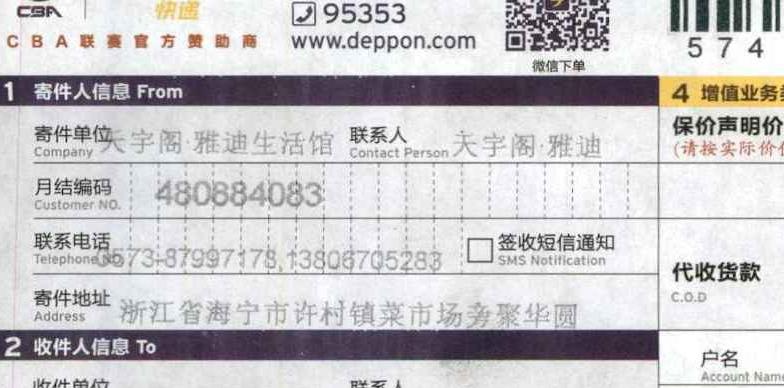 CBA 快递
CBA联赛官方赞助商
95353
www.deppon.com
微信下单
574
1 寄件人信息 From
4 增值业务
寄件单位 天字阁·雅迪生活馆 联系人 天字阁·雅迪
Company Contact Person
保价声明价
(请按实际价
月结编码 480884083
Customer NO.
联系电话 0573-87997178,13806705283 签收短信通知
Telephone NO. SMS Notification
代收货款
C.O.D
寄件地址 浙江省海宁市许村镇菜市场旁聚华圆
Address
2 收件人信息 To
户名
Account Name
收件单位 联系人